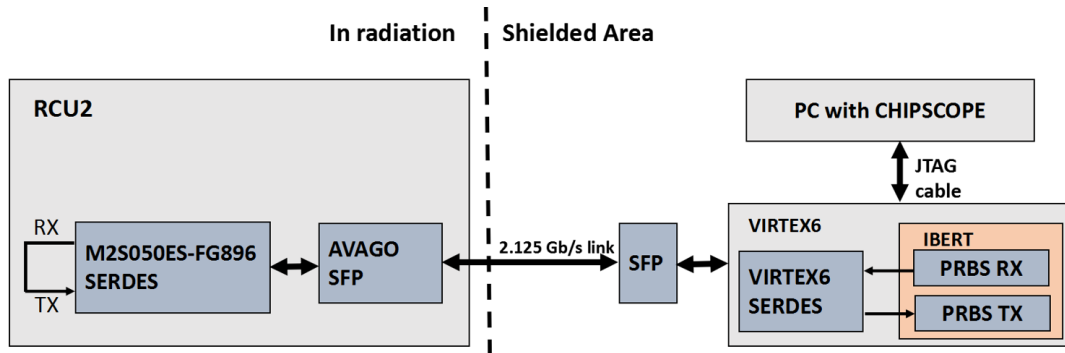 In radiation
Shielded Area
RCU2
RX
M2S050ES-FG896
SERDES
TX
AVAGO
SFP
2.125 Gb/s link
SFP
PC with CHIPSCOPE
JTAG
cable
VIRTEX6
VIRTEX6
SERDES
IBERT
PRBS RX
PRBS TX